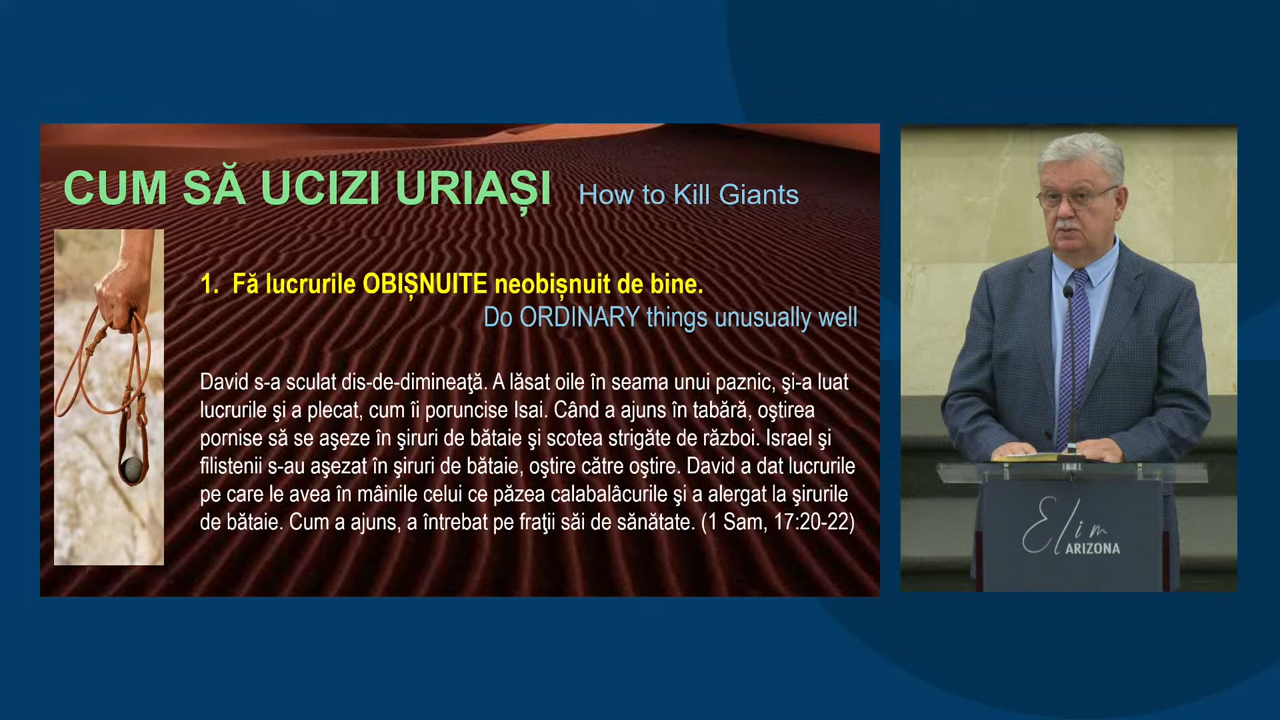 CUM SĂ UCIZI URIAȘI How to Kill Giants
1. Fă lucrurile OBIȘNUITE neobișnuit de bine.
Do ORDINARY things unusually well
David s-a sculat dis-de-dimineaţă. A lăsat oile în seama unui paznic, şi-a luat
lucrurile şi a plecat, cum îi poruncise Isai. Când a ajuns în tabără, oştirea
pornise să se aşeze în şiruri de bătaie şi scotea strigăte de război. Israel şi
filistenii s-au aşezat în şiruri de bătaie, oştire către oştire. David a dat lucrurile
pe care le avea în mâinile celui ce păzea calabalâcurile şi a alergat la şirurile
de bătaie. Cum a ajuns, a întrebat pe fraţii săi de sănătate. (1 Sam, 17:20-22)
Elim
ARIZONA